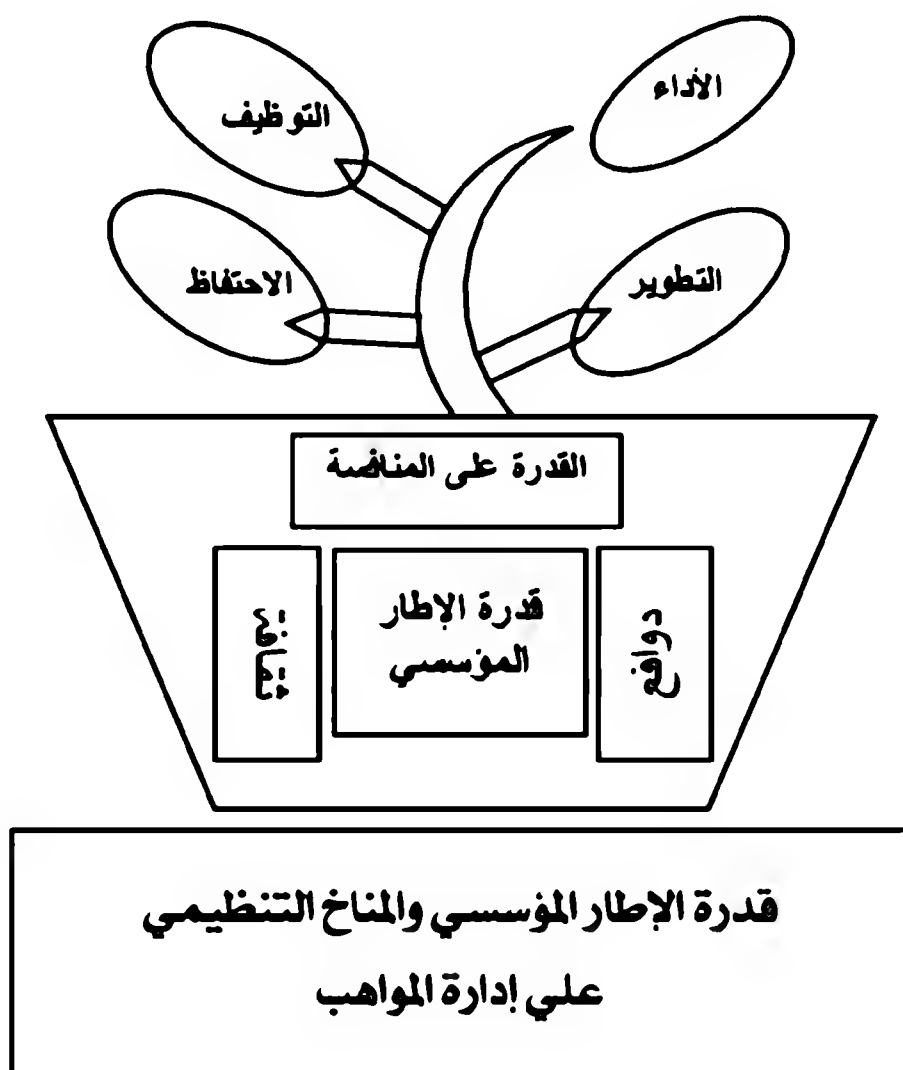 الأداء
التوظيف
التطوير
الاحتفاظ
القدرة على المنافسة
دوافع
قدرة الإطار
المؤسسي
ثقافة
قدرة الإطار المؤسسي والمناخ التنظيمي
علي إدارة المواهب